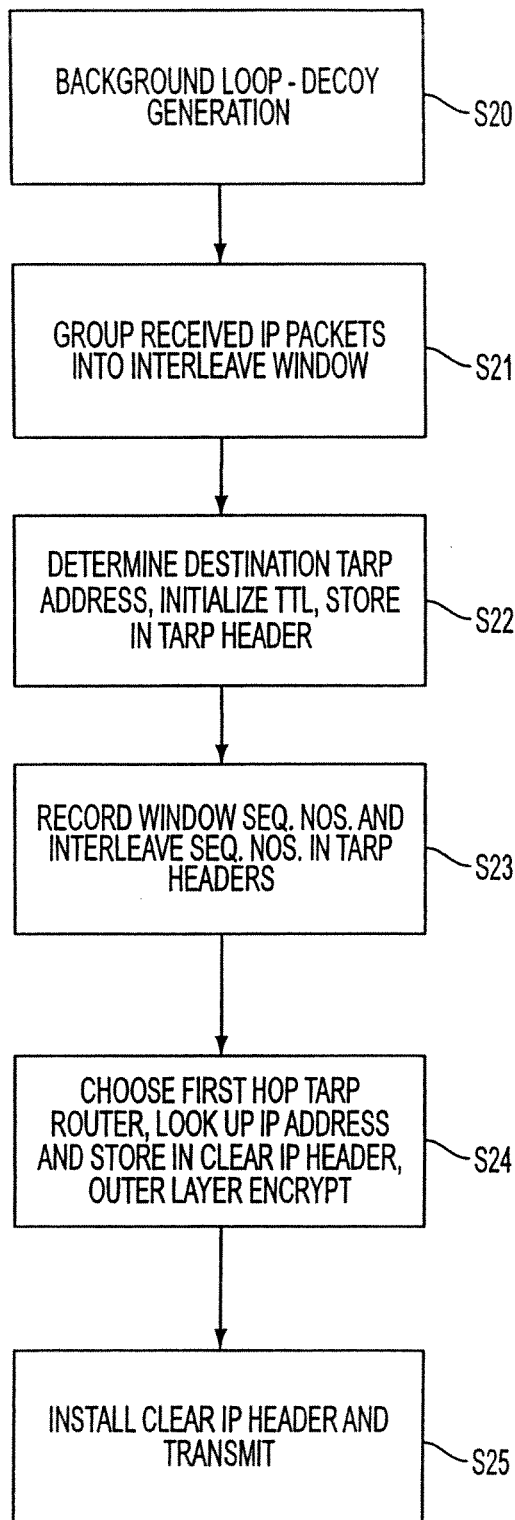 BACKGROUND LOOP - DECOY
GENERATION
S20
GROUP RECEIVED IP PACKETS
INTO INTERLEAVE WINDOW
S21
DETERMINE DESTINATION TARP
ADDRESS, INITIALIZE TTL, STORE
IN TARP HEADER
S22
RECORD WINDOW SEQ. NOS. AND
INTERLEAVE SEQ. NOS. IN TARP
HEADERS
S23
CHOOSE FIRST HOP TARP
ROUTER, LOOK UP IP ADDRESS
AND STORE IN CLEAR IP HEADER,
OUTER LAYER ENCRYPT
S24
INSTALL CLEAR IP HEADER AND
TRANSMIT
S25